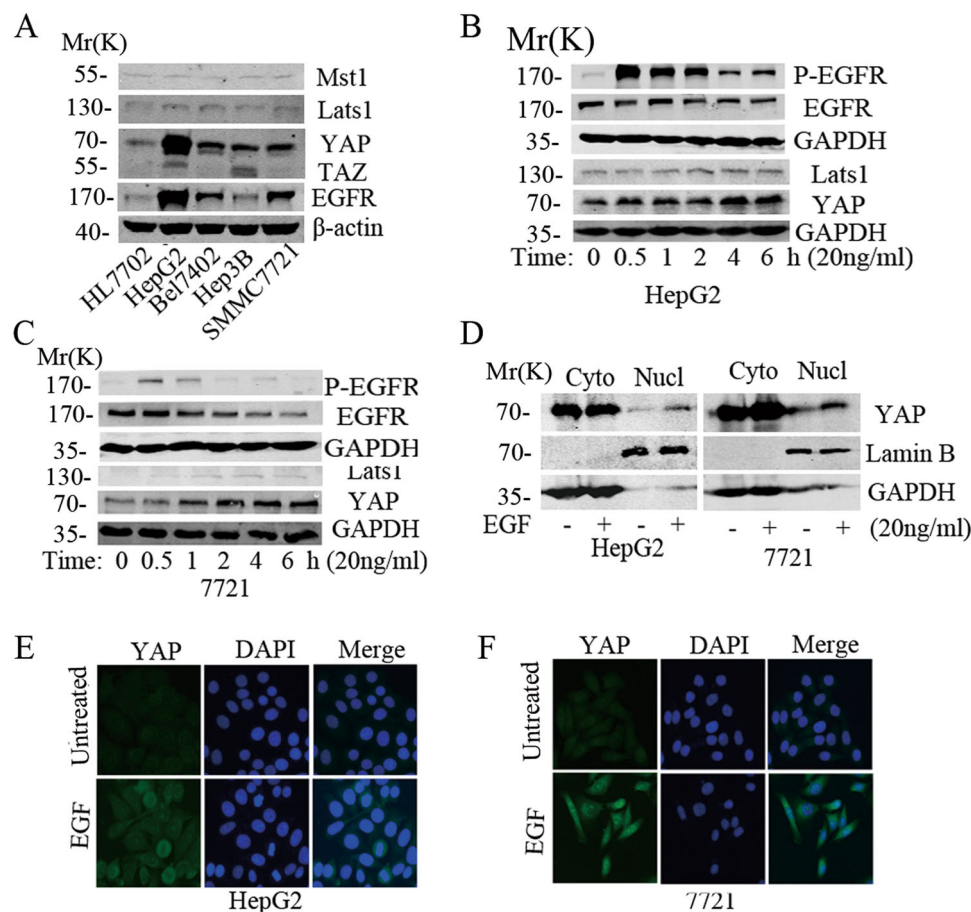 A
Mr(K)
55-
Mst1
130-
Lats1
70-
YAP
55-
TAZ
170-
EGFR
40-
β-actin
HL7702
HepG2
Bel7402
Hep3B
SMMC7721
B
Mr(K)
170-
P-EGFR
170-
EGFR
35-
GAPDH
130-
Lats1
70-
YAP
35-
GAPDH
Time: 0 0.5 1 2 4 6 h (20ng/ml)
HepG2
C
Mr(K)
170-
P-EGFR
170-
EGFR
35-
GAPDH
130-
Lats1
70-
YAP
35-
GAPDH
Time: 0 0.5 1 2 4 6 h (20ng/ml)
7721
D
Mr(K)
Cyto Nucl Cyto Nucl
70-
YAP
70-
Lamin B
35-
GAPDH
EGF - + - + - + - + (20ng/ml)
HepG2 7721
E
YAP DAPI Merge
Untreated
EGF
HepG2
F
YAP DAPI Merge
Untreated
EGF
7721